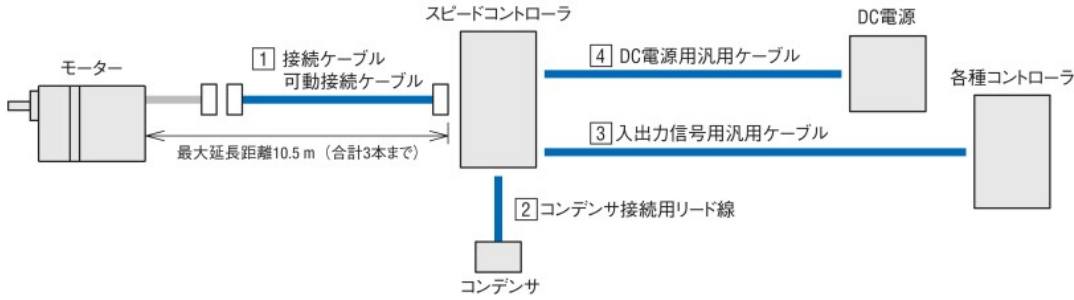 スピードコントローラ
DC電源
モーター
1 接続ケーブル
可動接続ケーブル
4 DC電源用汎用ケーブル
各種コントローラ
3 入出力信号用汎用ケーブル
最大延長距離10.5 m（合計3本まで）
2 コンデンサ接続用リード線
コンデンサ